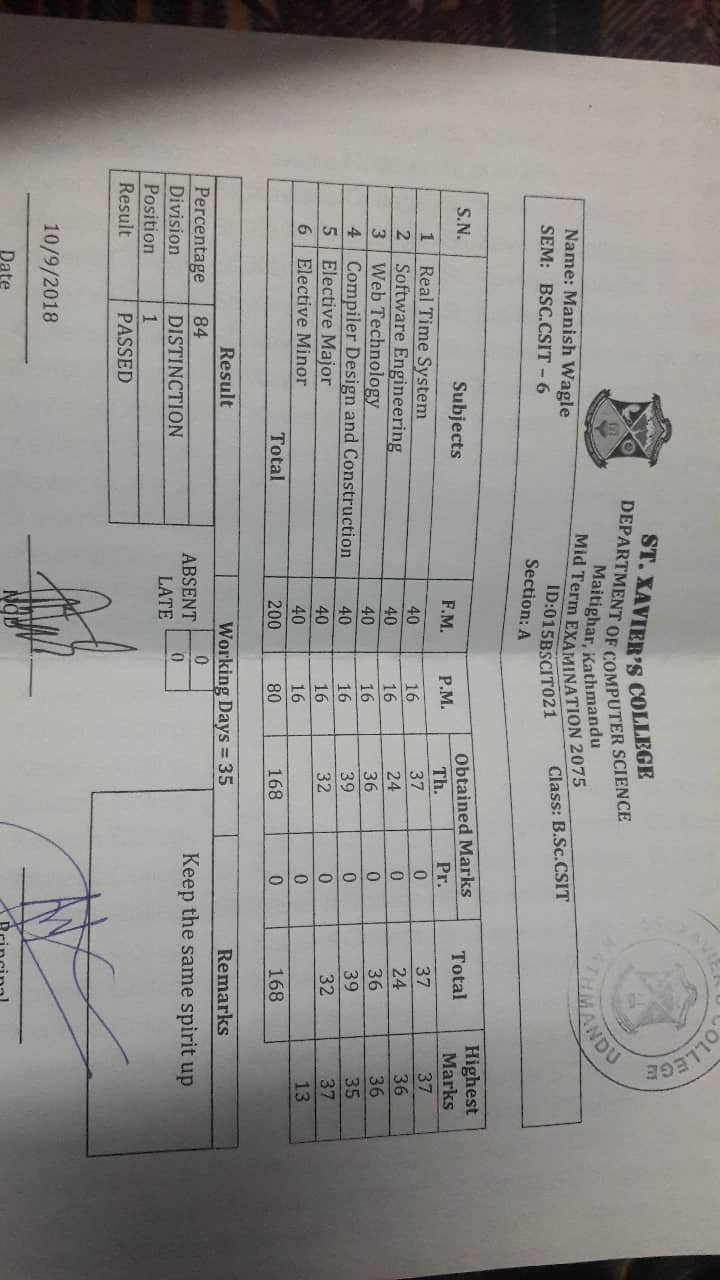 ST. XAVIER'S COLLEGE
DEPARTMENT OF COMPUTER SCIENCE
Maitighar, Kathmandu
Mid Term EXAMINATION 2075
Name: Manish Wagle ID:015BSCIT021 Class: B.Sc.CSIT
SEM: BSC.CSIT – 6 Section: A
S.N. Subjects F.M. P.M. Obtained Marks Total Highest Marks
Th. Pr.
1 Real Time System 40 16 37 0 37 37
2 Software Engineering 40 16 24 0 24 36
3 Web Technology 40 16 36 0 36 36
4 Compiler Design and Construction 40 16 39 0 39 35
5 Elective Major 40 16 32 0 32 37
6 Elective Minor 40 16 0 13
Total 200 80 168 0 168
Result Working Days = 35 Remarks
Percentage 84 ABSENT 0 Keep the same spirit up
Division DISTINCTION LATE 0
Position 1
Result PASSED
10/9/2018
Date Principal
ST. XAVIER'S COLLEGE
KATHMANDU